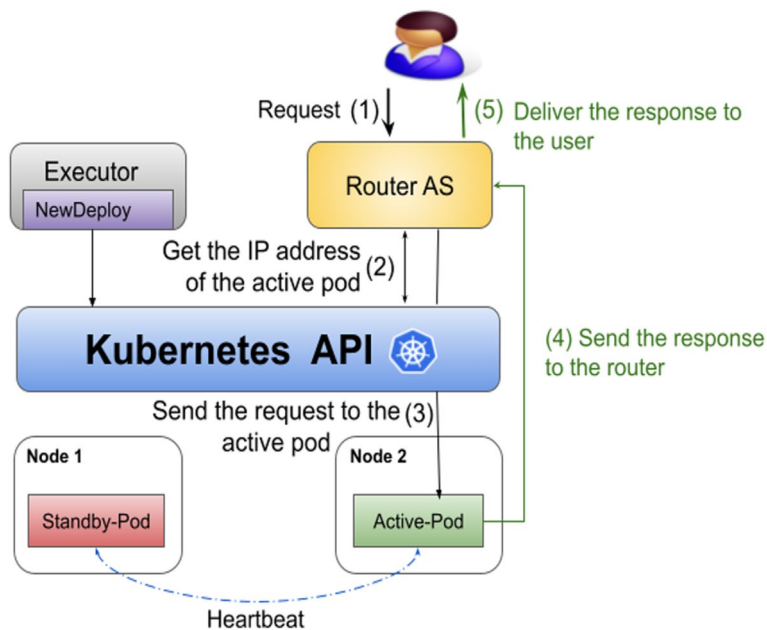 Request (1)
(5) Deliver the response to
the user
Executor
NewDeploy
Router AS
Get the IP address
of the active pod (2)
Kubernetes API
(4) Send the response
to the router
Send the request to the (3)
active pod
Node 1
Node 2
Standby-Pod
Active-Pod
Heartbeat